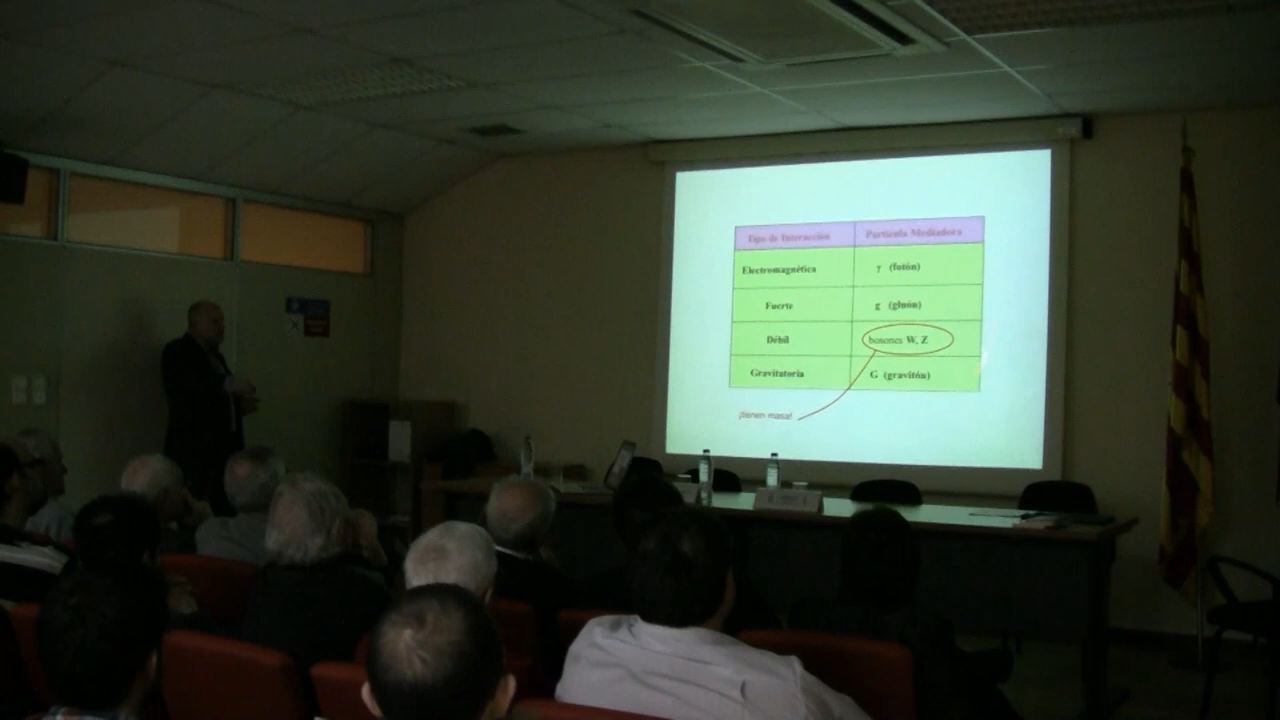 Tipo de Interacción Partícula Mediadora
Electromagnética γ (fotón)
Fuerte g (gluón)
Débil bosones W, Z
Gravitatoria G (gravitón)
¡tienen masa!